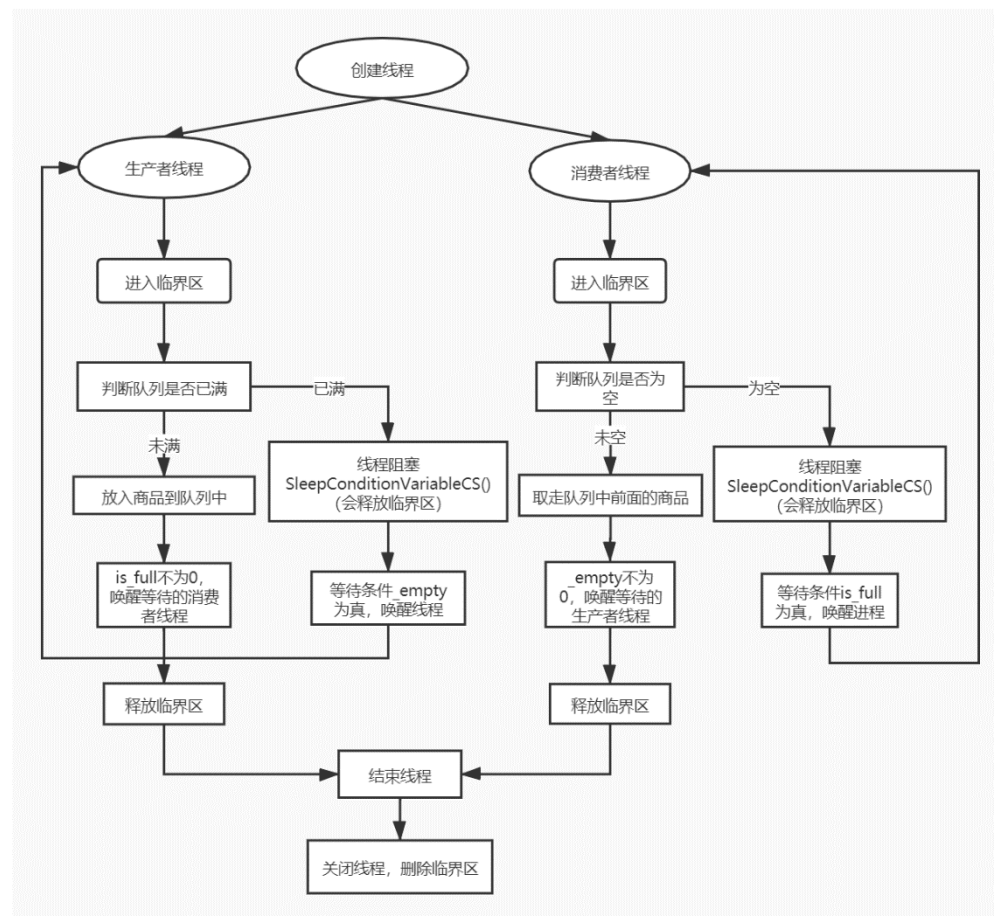 创建线程
生产者线程
消费者线程
进入临界区
进入临界区
判断队列是否已满
已满
判断队列是否为
空
为空
未满
未空
线程阻塞
SleepConditionVariableCS()
（会释放临界区）
线程阻塞
SleepConditionVariableCS()
（会释放临界区）
放入商品到队列中
取走队列中前面的商品
is_full不为0，
唤醒等待的消费
者线程
等待条件_empty
为真，唤醒线程
_empty不为
0，唤醒等待的
生产者线程
等待条件is_full
为真，唤醒进程
释放临界区
释放临界区
结束线程
关闭线程，删除临界区